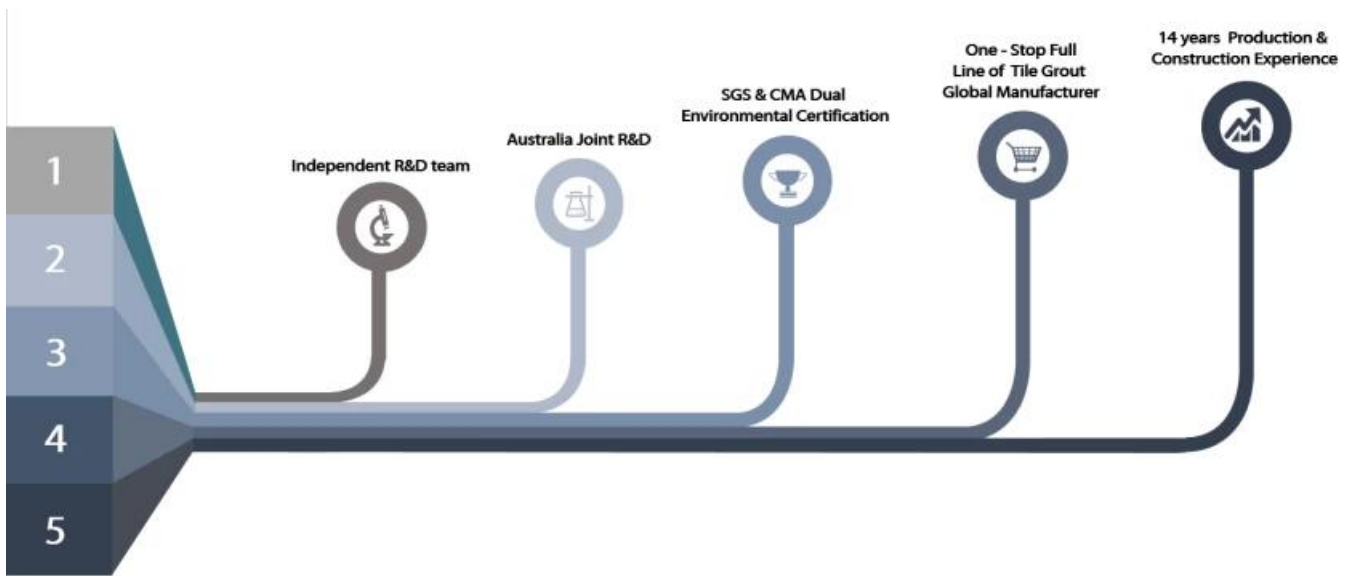 1
2
3
4
5
Independent R&D team
Australia Joint R&D
SGS & CMA Dual
Environmental Certification
One - Stop Full
Line of Tile Grout
Global Manufacturer
14 years Production &
Construction Experience